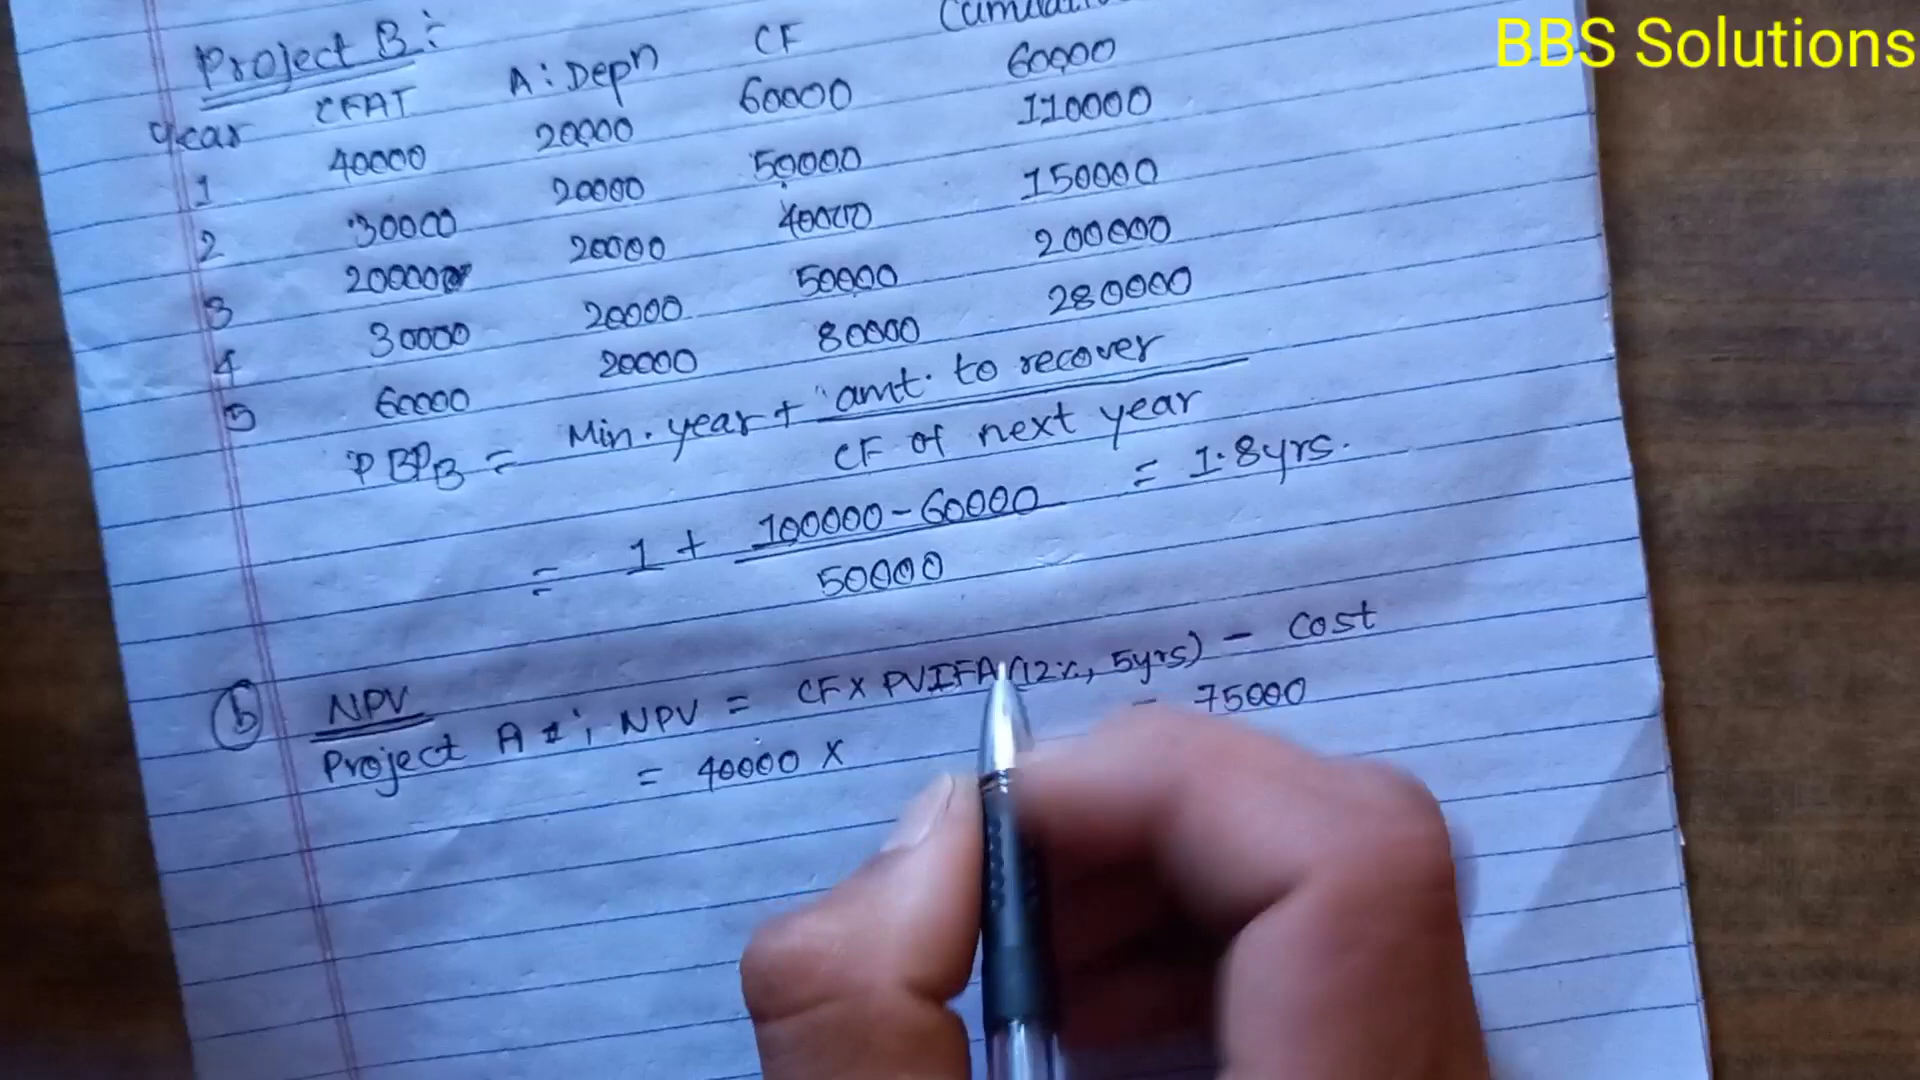 BBS Solutions
Project B:
Year CFAT A: Depn CF
1 40000 20000 60000 60000
2 30000 20000 50000 110000
3 20000 20000 40000 150000
4 30000 20000 50000 200000
5 60000 20000 80000 280000
PBPB = Min. year + amt. to recover
CF of next year
= 1 + 100000-60000 = 1.8yrs.
50000
b NPV
Project A ; NPV = CF X PVIFA (12%, 5yrs) - Cost
= 40000 X - 75000